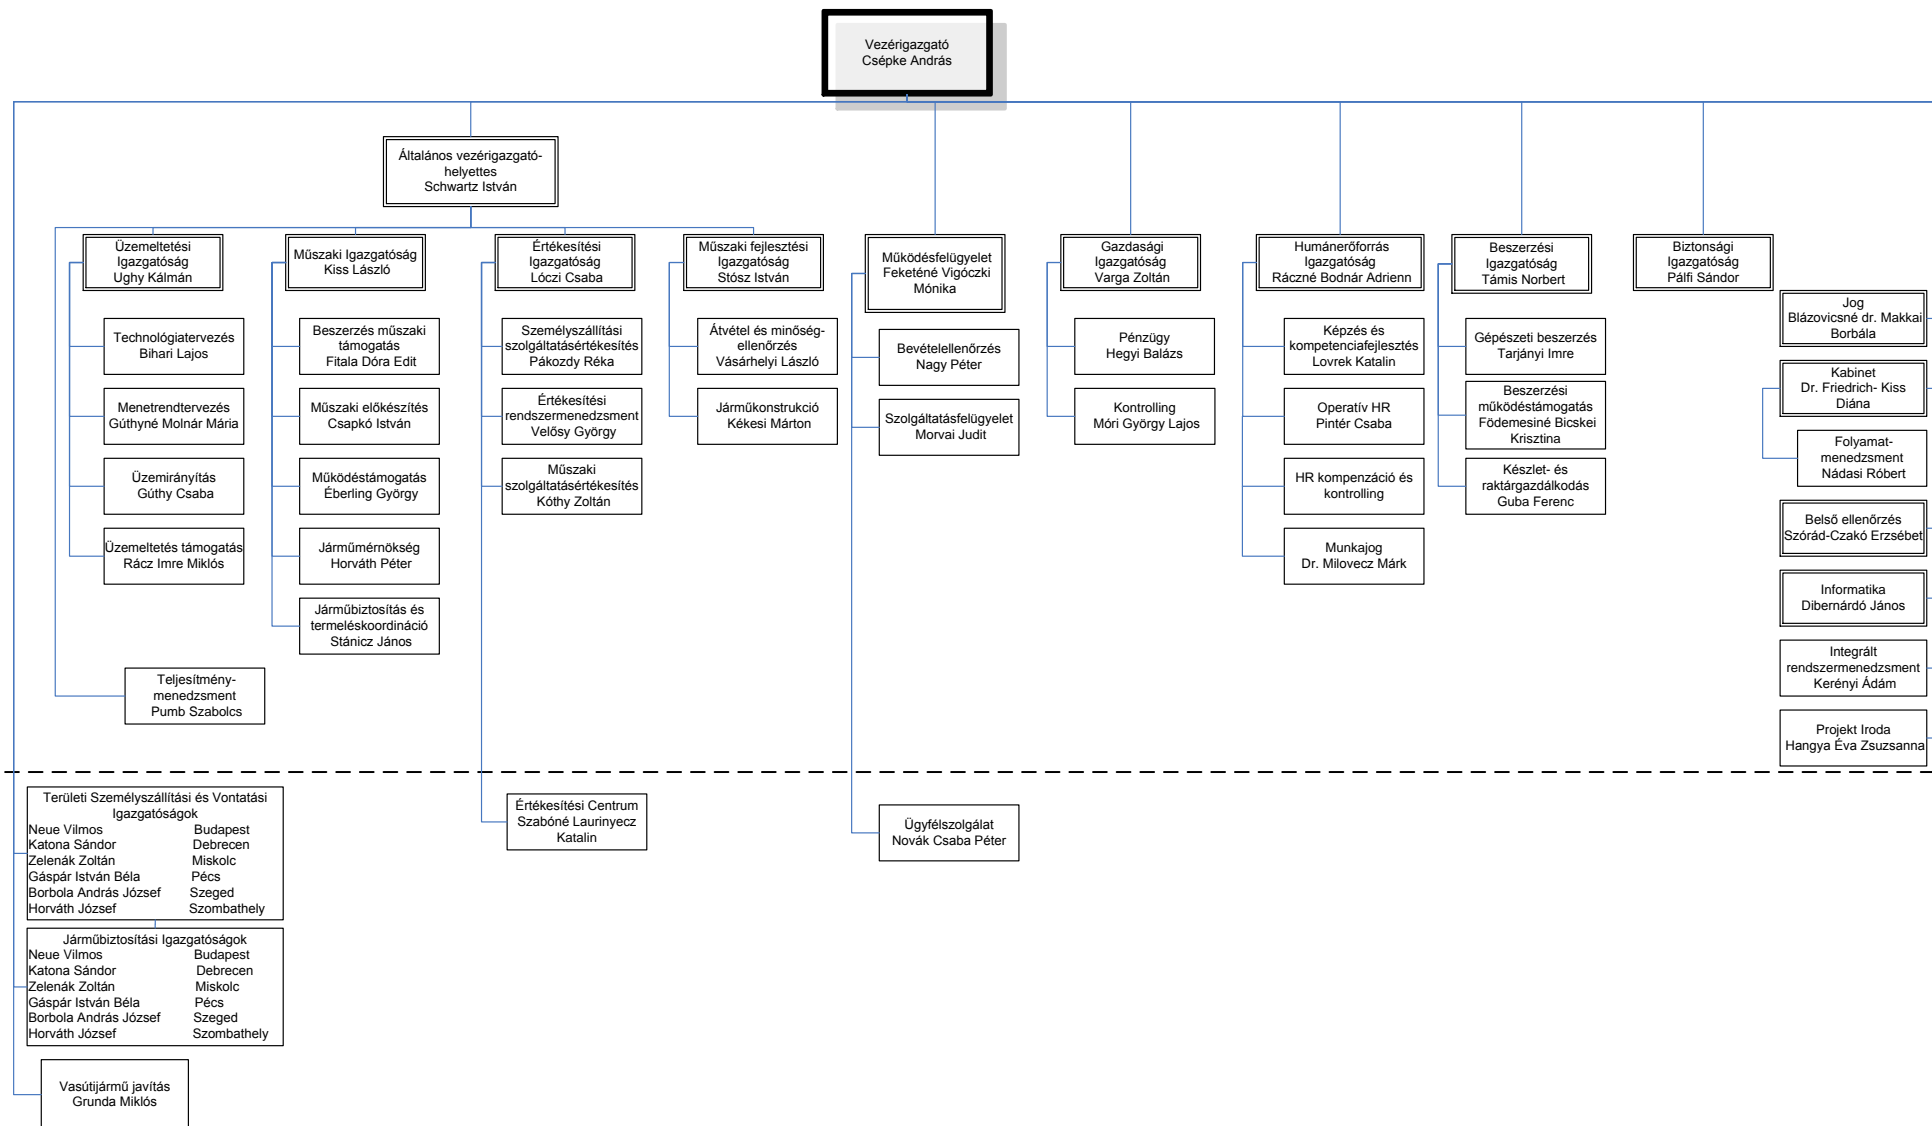 Vezérigazgató
Csépke András
Általános vezérigazgató-
helyettes
Schwartz István
Üzemeltetési
Igazgatóság
Ughy Kálmán
Technológiatervezés
Bihari Lajos
Menetrendtervezés
Gúthyné Molnár Mária
Üzemirányítás
Gúthy Csaba
Üzemeltetés támogatás
Rácz Imre Miklós
Teljesítmény-
menedzsment
Pumb Szabolcs
Műszaki Igazgatóság
Kiss László
Beszerzés műszaki
támogatás
Fitala Dóra Edit
Műszaki előkészítés
Csapkó István
Működéstámogatás
Éberling György
Járműmérnökség
Horváth Péter
Járműbiztosítás és
termeléskoordináció
Stánicz János
Értékesítési
Igazgatóság
Lóczi Csaba
Személyszállítási
szolgáltatásértékesítés
Pákozdy Réka
Értékesítési
rendszermenedzsment
Velősy György
Műszaki
szolgáltatásértékesítés
Kóthy Zoltán
Műszaki fejlesztési
Igazgatóság
Stósz István
Átvétel és minőség-
ellenőrzés
Vásárhelyi László
Járműkonstrukció
Kékesi Márton
Működésfelügyelet
Feketéné Vigóczki
Mónika
Bevételellenőrzés
Nagy Péter
Szolgáltatásfelügyelet
Morvai Judit
Gazdasági
Igazgatóság
Varga Zoltán
Pénzügy
Hegyi Balázs
Kontrolling
Móri György Lajos
Humánerőforrás
Igazgatóság
Ráczné Bodnár Adrienn
Képzés és
kompetenciafejlesztés
Lovrek Katalin
Operatív HR
Pintér Csaba
HR kompenzáció és
kontrolling
Munkajog
Dr. Milovecz Márk
Beszerzési
Igazgatóság
Támis Norbert
Gépészeti beszerzés
Tarjányi Imre
Beszerzési
működéstámogatás
Födemesiné Bicskei
Krisztina
Készlet- és
raktárgazdálkodás
Guba Ferenc
Biztonsági
Igazgatóság
Pálfi Sándor
Jog
Blázovicsné dr. Makkai
Borbála
Kabinet
Dr. Friedrich- Kiss
Diána
Folyamat-
menedzsment
Nádasi Róbert
Belső ellenőrzés
Szórád-Czakó Erzsébet
Informatika
Dibernárdó János
Integrált
rendszermenedzsment
Kerényi Ádám
Projekt Iroda
Hangya Éva Zsuzsanna
Területi Személyszállítási és Vontatási
Igazgatóságok
Neue Vilmos Budapest
Katona Sándor Debrecen
Zelenák Zoltán Miskolc
Gáspár István Béla Pécs
Borbola András József Szeged
Horváth József Szombathely
Járműbiztosítási Igazgatóságok
Neue Vilmos Budapest
Katona Sándor Debrecen
Zelenák Zoltán Miskolc
Gáspár István Béla Pécs
Borbola András József Szeged
Horváth József Szombathely
Vasútijármű javítás
Grunda Miklós
Értékesítési Centrum
Szabóné Laurinyecz
Katalin
Ügyfélszolgálat
Novák Csaba Péter